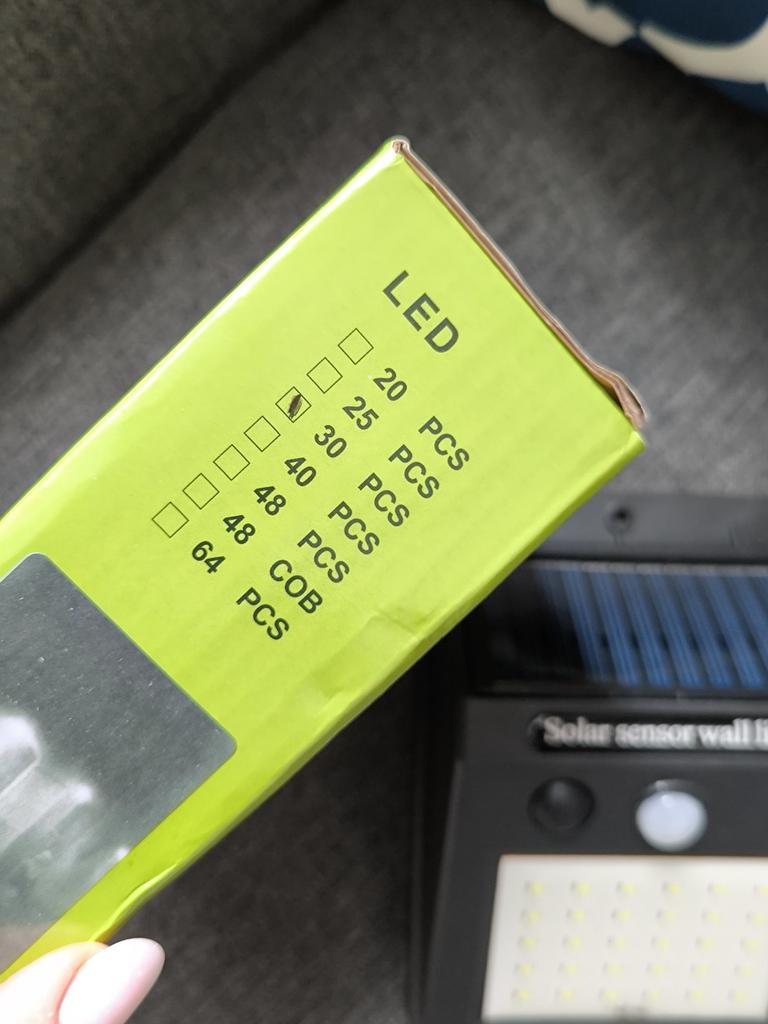 LED
20 PCS
25 PCS
30 PCS
40 PCS
48 PCS
48 COB
64 PCS
Solar sensor wall li